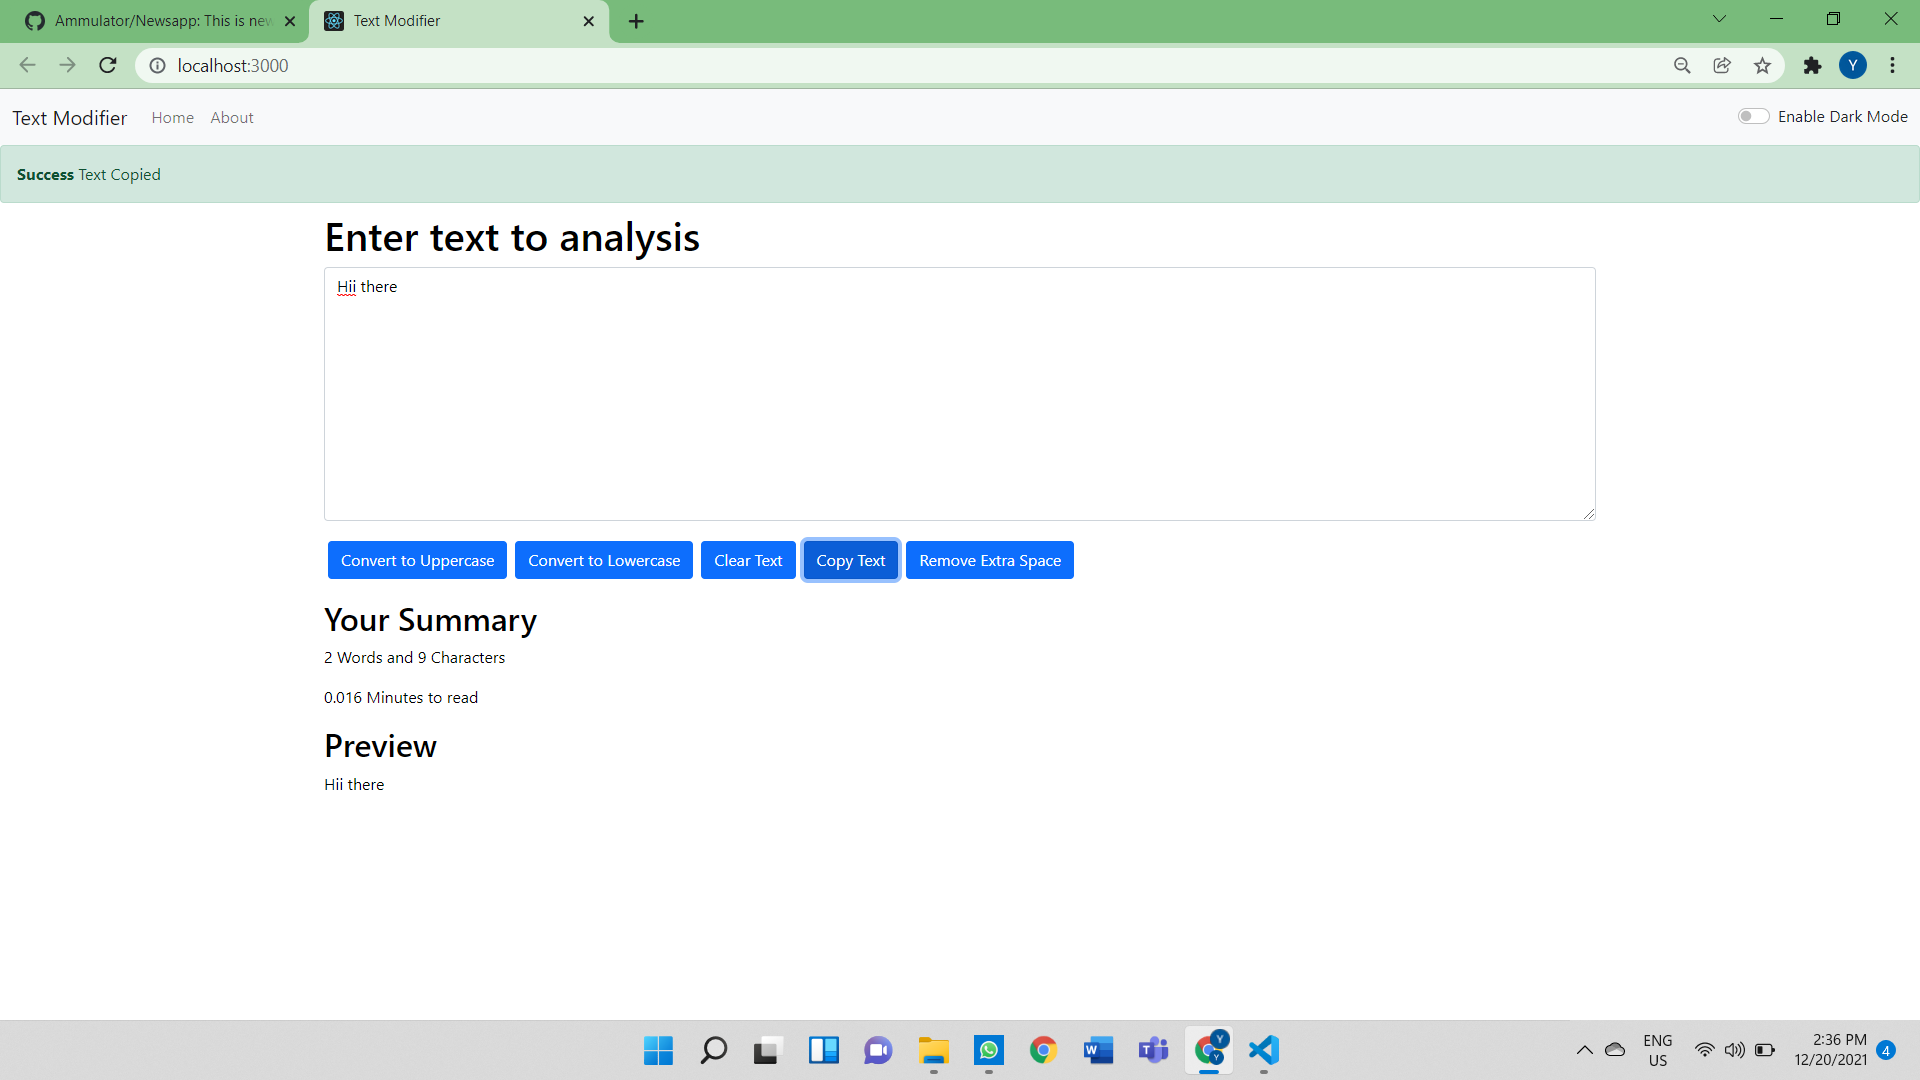 Ammulator/Newsapp: This is new
Text Modifier
localhost:3000
Y
Text Modifier Home About Enable Dark Mode
Success Text Copied
Enter text to analysis
Hii there
Convert to Uppercase Convert to Lowercase Clear Text Copy Text Remove Extra Space
Your Summary
2 Words and 9 Characters
0.016 Minutes to read
Preview
Hii there
ENG
US
2:36 PM
12/20/2021
4